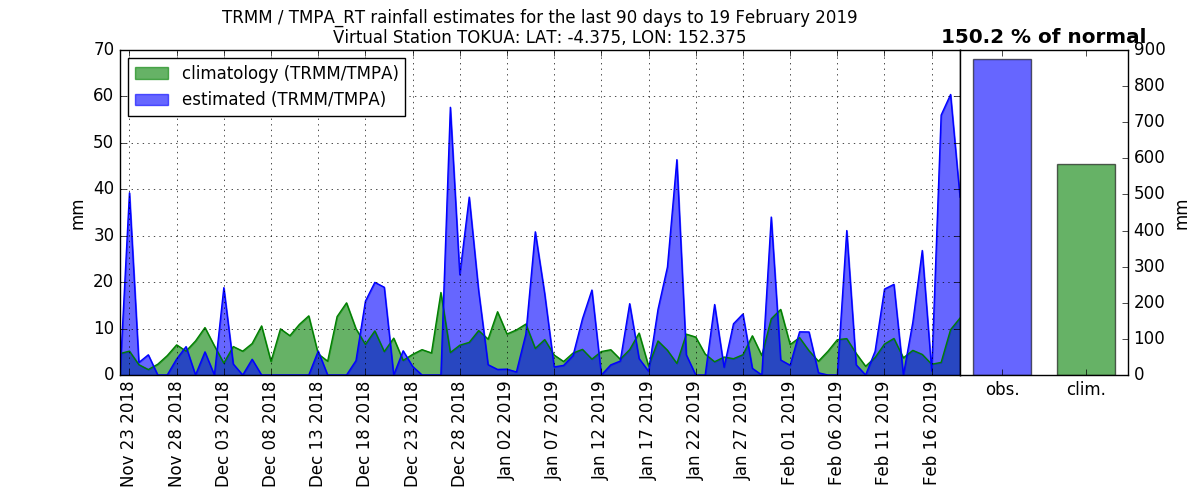 TRMM / TMPA_RT rainfall estimates for the last 90 days to 19 February 2019
Virtual Station TOKUA: LAT: -4.375, LON: 152.375
150.2 % of normal
climatology (TRMM/TMPA)
estimated (TRMM/TMPA)
mm
70
60
50
40
30
20
10
0
Nov 23 2018
Nov 28 2018
Dec 03 2018
Dec 08 2018
Dec 13 2018
Dec 18 2018
Dec 23 2018
Dec 28 2018
Jan 02 2019
Jan 07 2019
Jan 12 2019
Jan 17 2019
Jan 22 2019
Jan 27 2019
Feb 01 2019
Feb 06 2019
Feb 11 2019
Feb 16 2019
obs.
clim.
900
800
700
600
500
400
300
200
100
0
mm